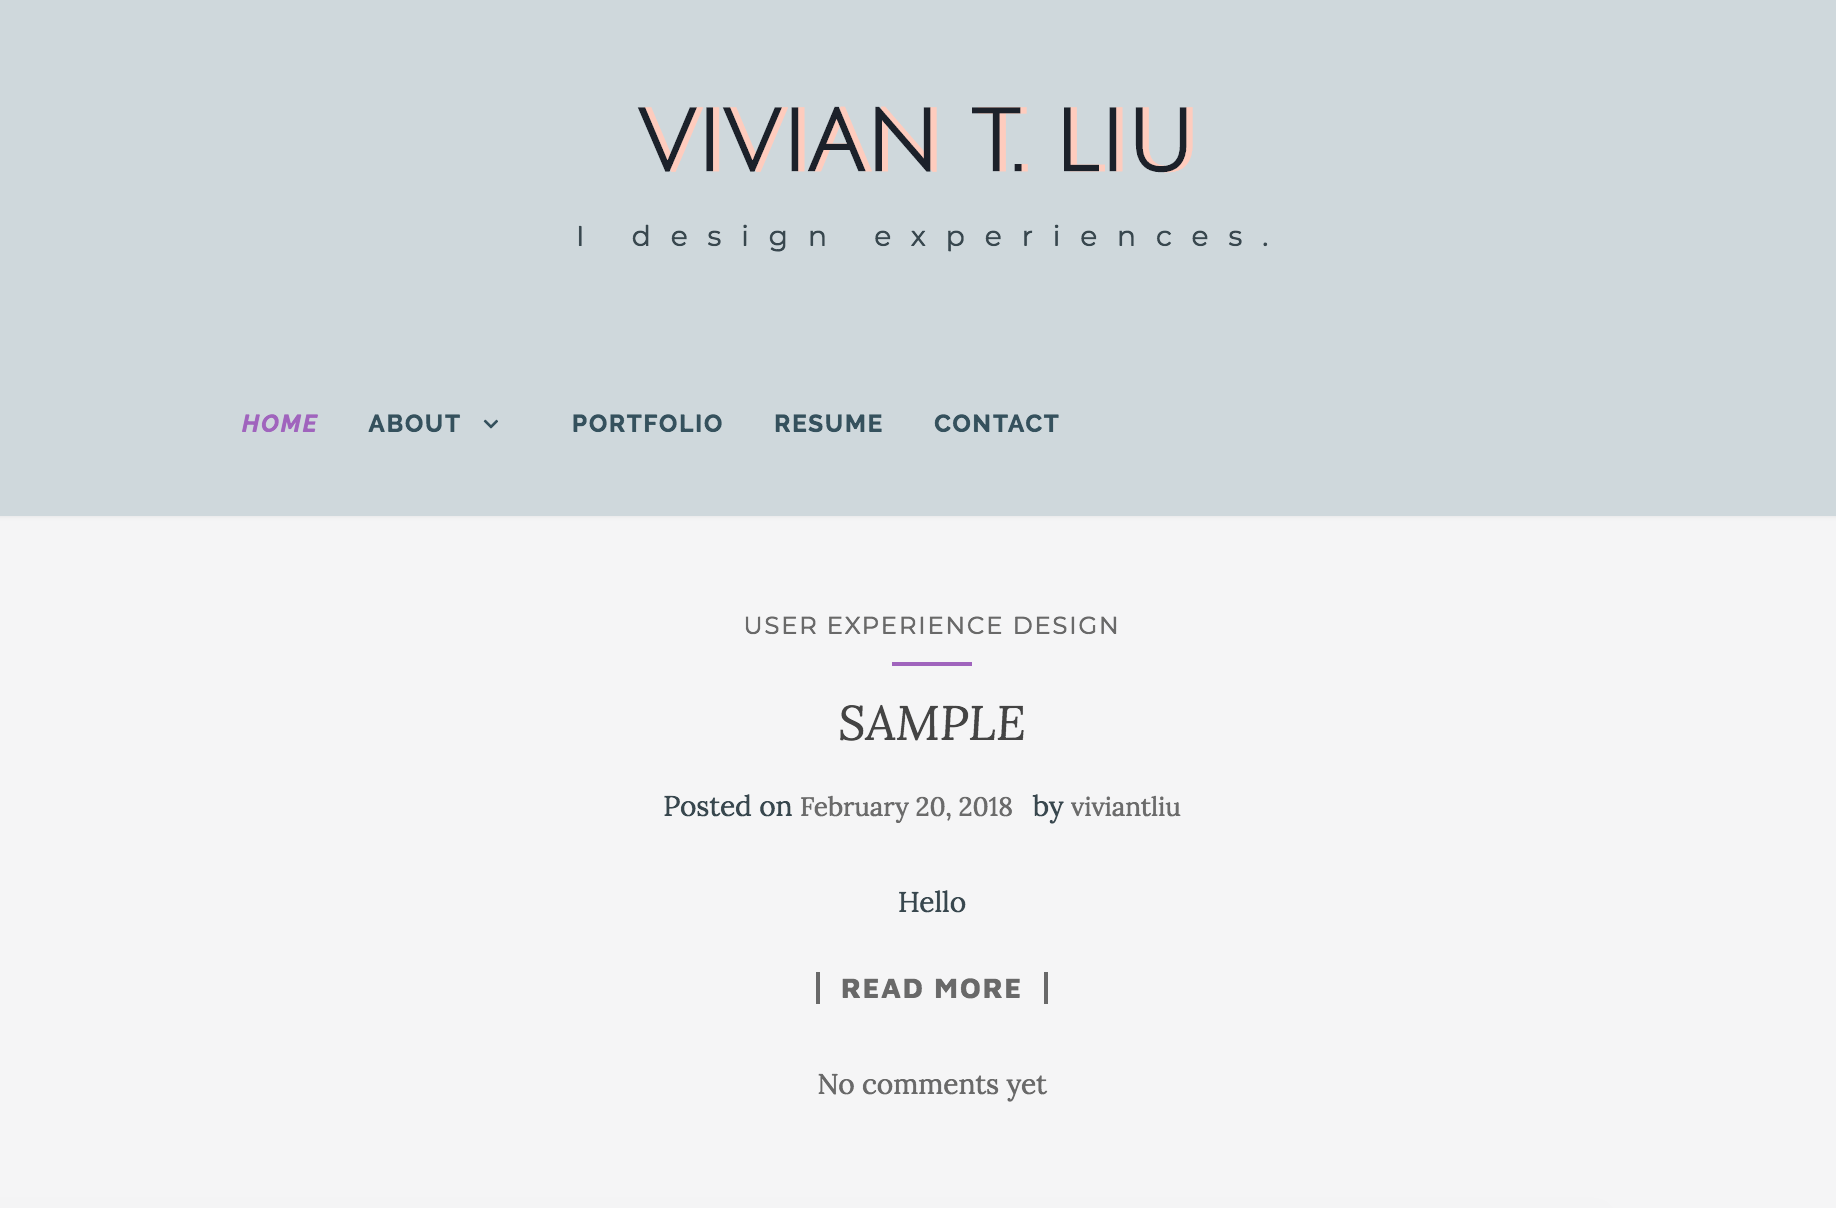 VIVIAN T. LIU
I design experiences.
HOME ABOUT PORTFOLIO RESUME CONTACT
USER EXPERIENCE DESIGN
SAMPLE
Posted on February 20, 2018 by viviantliu
Hello
READ MORE
No comments yet